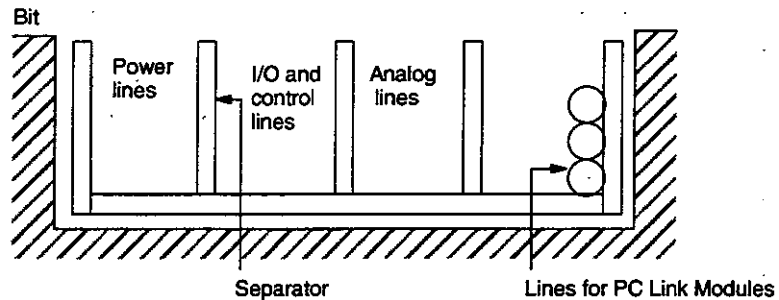 Bit
Power
lines
I/O and
control
lines
Analog
lines
Separator
Lines for PC Link Modules